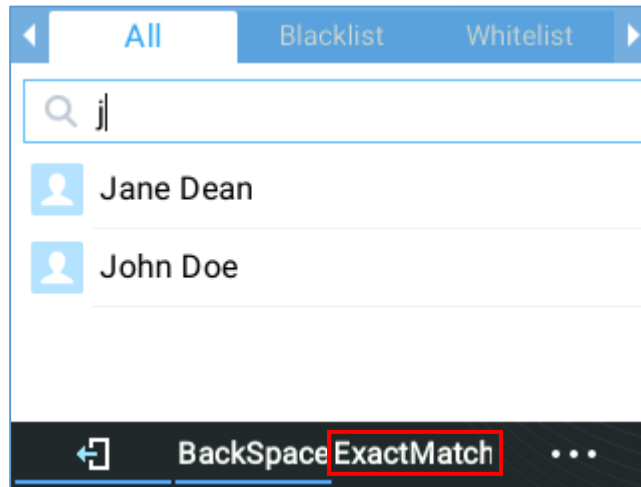 All Blacklist Whitelist
j
Jane Dean
John Doe
BackSpace ExactMatch ...